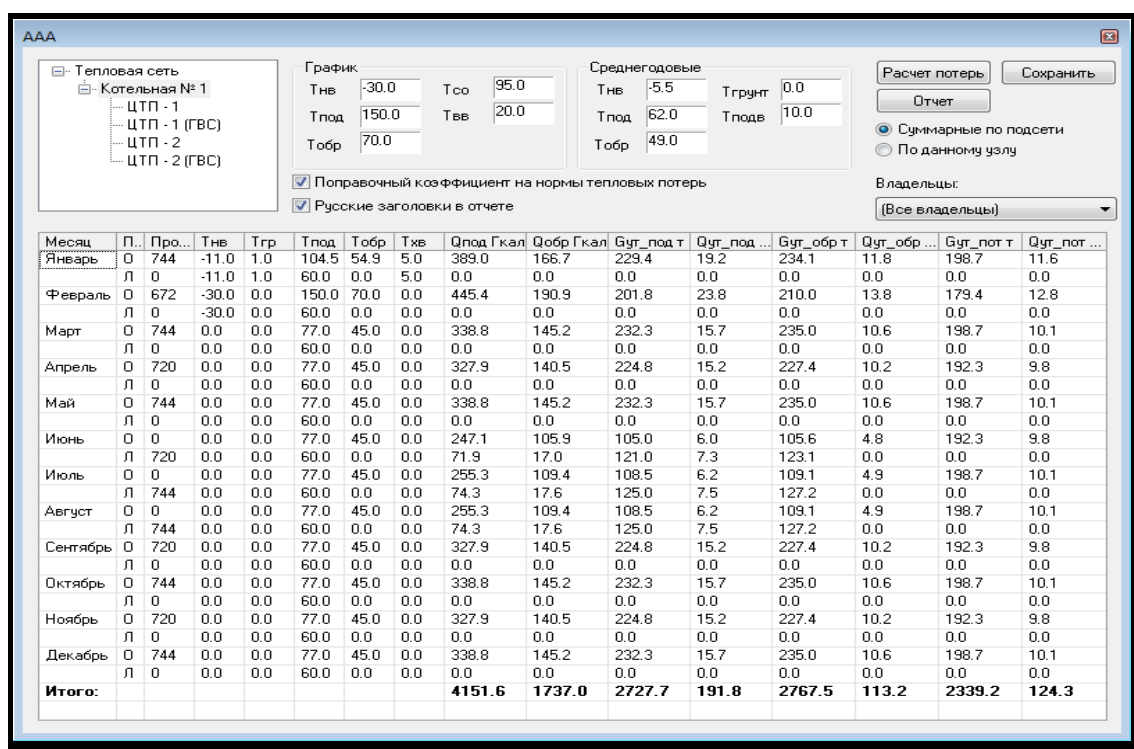 AAA
Тепловая сеть
Котельная № 1
ЦТП - 1
ЦТП - 1 (ГВС)
ЦТП - 2
ЦТП - 2 (ГВС)
График
Тнв -30.0 Тсо 95.0
Тпод 150.0 Твв 20.0
Тобр 70.0
Среднегодовые
Тнв -5.5 Тгрунт 0.0
Тпод 62.0 Тподв 10.0
Тобр 49.0
Расчет потерь Сохранить
Отчет
Суммарные по подсети
По данному узлу
Поправочный коэффициент на нормы тепловых потерь
Русские заголовки в отчете
Владельцы:
(Все владельцы)
Месяц П.. Про... Тнв Тгр Тпод Тобр Тхв Qпод Гкал Qобр Гкал Gут_под т Qут_под ... Gут_обр т Qут_обр ... Gут_пот т Qут_пот ...
Январь О 744 -11.0 1.0 104.5 54.9 5.0 389.0 166.7 229.4 19.2 234.1 11.8 198.7 11.6
Л 0 -11.0 1.0 60.0 0.0 5.0 0.0 0.0 0.0 0.0 0.0 0.0 0.0 0.0
Февраль О 672 -30.0 0.0 150.0 70.0 0.0 445.4 190.9 201.8 23.8 210.0 13.8 179.4 12.8
Л 0 -30.0 0.0 60.0 0.0 0.0 0.0 0.0 0.0 0.0 0.0 0.0 0.0 0.0
Март О 744 0.0 0.0 77.0 45.0 0.0 338.8 145.2 232.3 15.7 235.0 10.6 198.7 10.1
Л 0 0.0 0.0 60.0 0.0 0.0 0.0 0.0 0.0 0.0 0.0 0.0 0.0 0.0
Апрель О 720 0.0 0.0 77.0 45.0 0.0 327.9 140.5 224.8 15.2 227.4 10.2 192.3 9.8
Л 0 0.0 0.0 60.0 0.0 0.0 0.0 0.0 0.0 0.0 0.0 0.0 0.0 0.0
Май О 744 0.0 0.0 77.0 45.0 0.0 338.8 145.2 232.3 15.7 235.0 10.6 198.7 10.1
Л 0 0.0 0.0 60.0 0.0 0.0 0.0 0.0 0.0 0.0 0.0 0.0 0.0 0.0
Июнь О 0 0.0 0.0 77.0 45.0 0.0 247.1 105.9 105.0 6.0 105.6 4.8 192.3 9.8
Л 720 0.0 0.0 60.0 0.0 0.0 71.9 17.0 121.0 7.3 123.1 0.0 0.0 0.0
Июль О 0 0.0 0.0 77.0 45.0 0.0 255.3 109.4 108.5 6.2 109.1 4.9 198.7 10.1
Л 744 0.0 0.0 60.0 0.0 0.0 74.3 17.6 125.0 7.5 127.2 0.0 0.0 0.0
Август О 0 0.0 0.0 77.0 45.0 0.0 255.3 109.4 108.5 6.2 109.1 4.9 198.7 10.1
Л 744 0.0 0.0 60.0 0.0 0.0 74.3 17.6 125.0 7.5 127.2 0.0 0.0 0.0
Сентябрь О 720 0.0 0.0 77.0 45.0 0.0 327.9 140.5 224.8 15.2 227.4 10.2 192.3 9.8
Л 0 0.0 0.0 60.0 0.0 0.0 0.0 0.0 0.0 0.0 0.0 0.0 0.0 0.0
Октябрь О 744 0.0 0.0 77.0 45.0 0.0 338.8 145.2 232.3 15.7 235.0 10.6 198.7 10.1
Л 0 0.0 0.0 60.0 0.0 0.0 0.0 0.0 0.0 0.0 0.0 0.0 0.0 0.0
Ноябрь О 720 0.0 0.0 77.0 45.0 0.0 327.9 140.5 224.8 15.2 227.4 10.2 192.3 9.8
Л 0 0.0 0.0 60.0 0.0 0.0 0.0 0.0 0.0 0.0 0.0 0.0 0.0 0.0
Декабрь О 744 0.0 0.0 77.0 45.0 0.0 338.8 145.2 232.3 15.7 235.0 10.6 198.7 10.1
Л 0 0.0 0.0 60.0 0.0 0.0 0.0 0.0 0.0 0.0 0.0 0.0 0.0 0.0
Итого: 4151.6 1737.0 2727.7 191.8 2767.5 113.2 2339.2 124.3